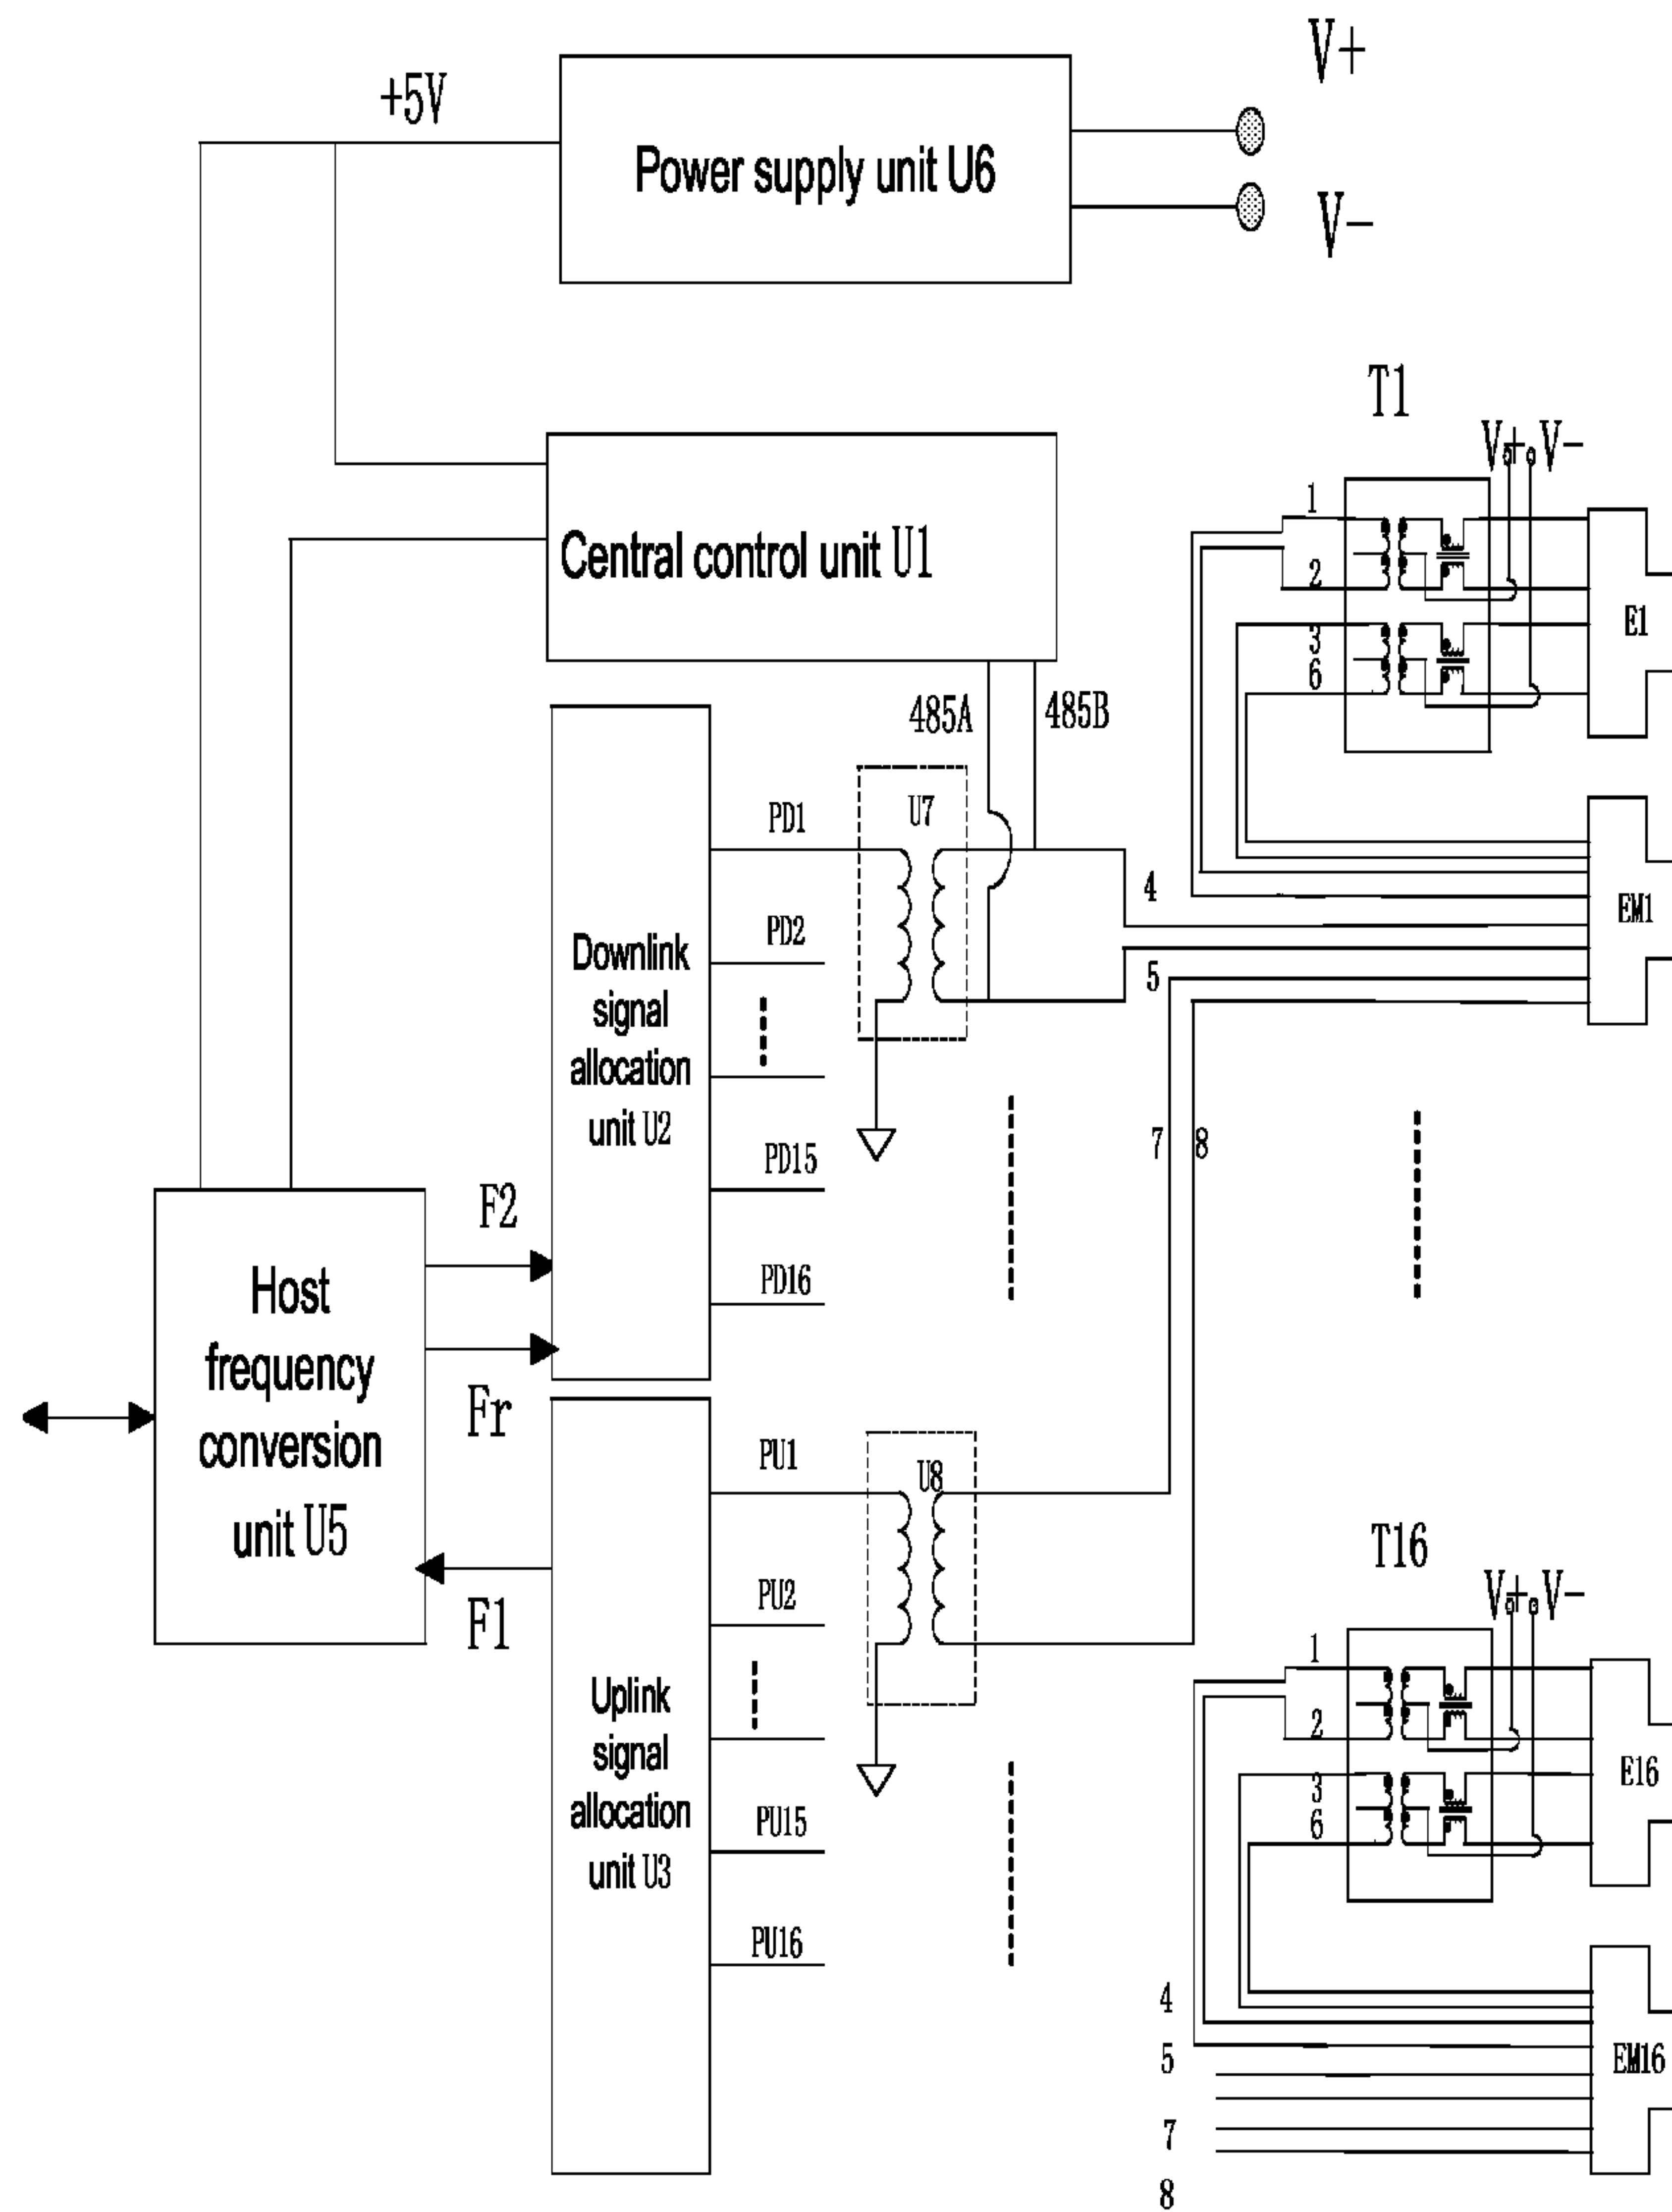 V+
+5V
Power supply unit U6
V-
T1
V+ V-
1
2
3
6
E1
Central control unit U1
485A
485B
U7
PD1
PD2
PD15
PD16
Downlink
signal
allocation
unit U2
4
5
EM1
7
8
F2
Fr
F1
Host
frequency
conversion
unit U5
PU1
PU2
PU15
PU16
U8
Uplink
signal
allocation
unit U3
T16
V+ V-
1
2
3
6
E16
4
5
EM16
7
8